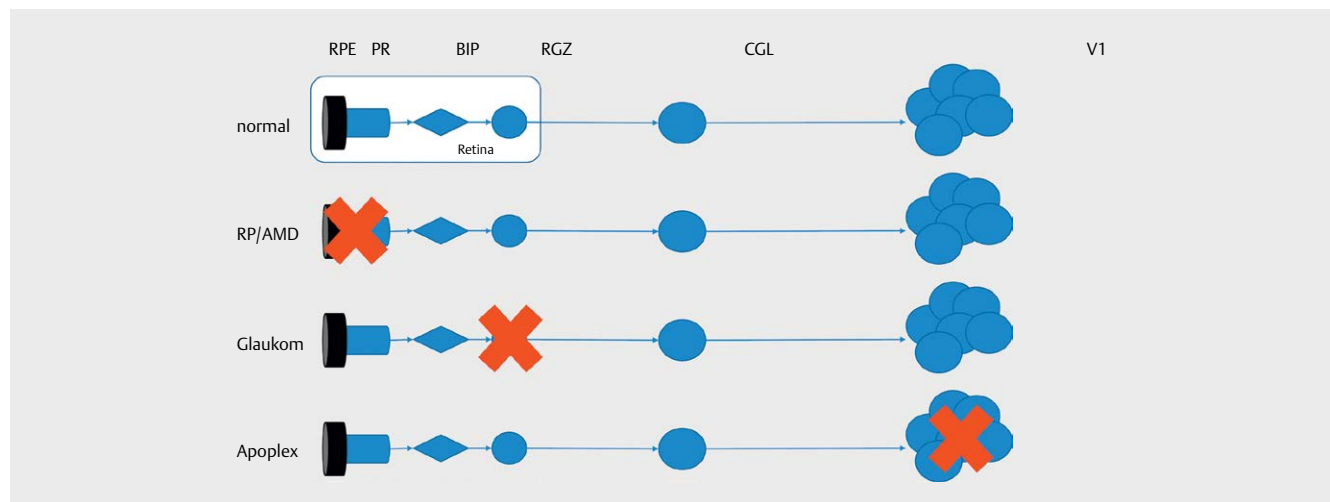 RPE PR BIP RGZ CGL V1
normal
Retina
RP/AMD
Glaukom
Apoplex